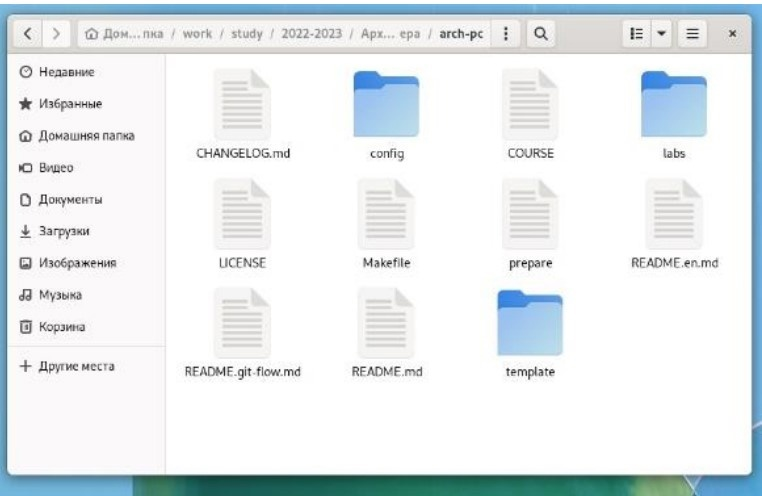 Дом...пка / work / study / 2022-2023 / Арх... ера / arch-pc
Недавние
Избранные
Домашняя папка
Видео
Документы
Загрузки
Изображения
Музыка
Корзина
+ Другие места
CHANGELOG.md config COURSE labs
LICENSE Makefile prepare README.en.md
README.git-flow.md README.md template